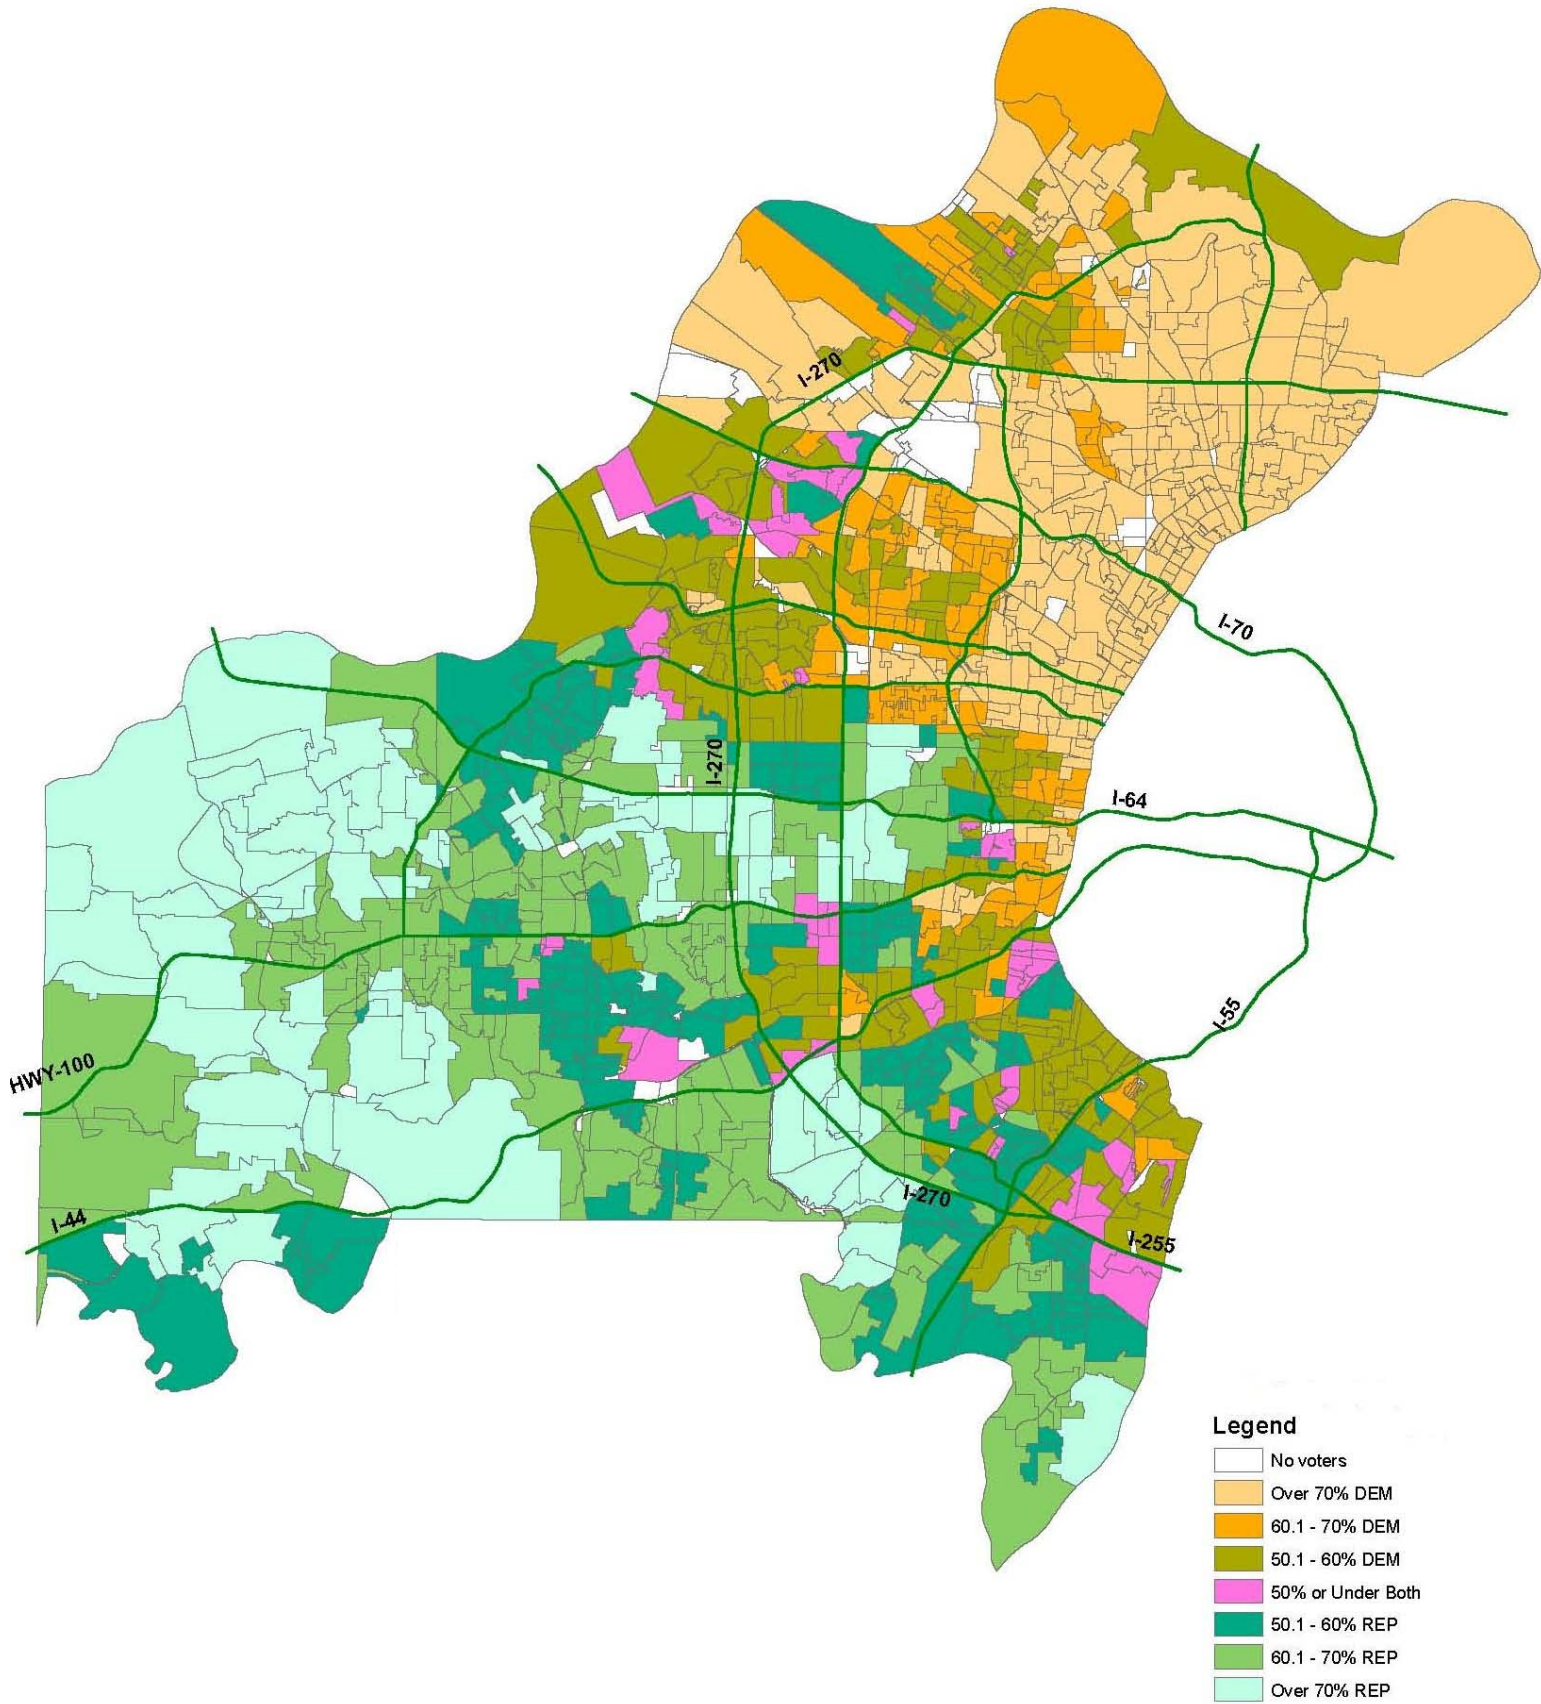 I-270
I-70
I-270
I-64
I-55
HWY-100
I-270
I-44
I-255
Legend
No voters
Over 70% DEM
60.1 - 70% DEM
50.1 - 60% DEM
50% or Under Both
50.1 - 60% REP
60.1 - 70% REP
Over 70% REP